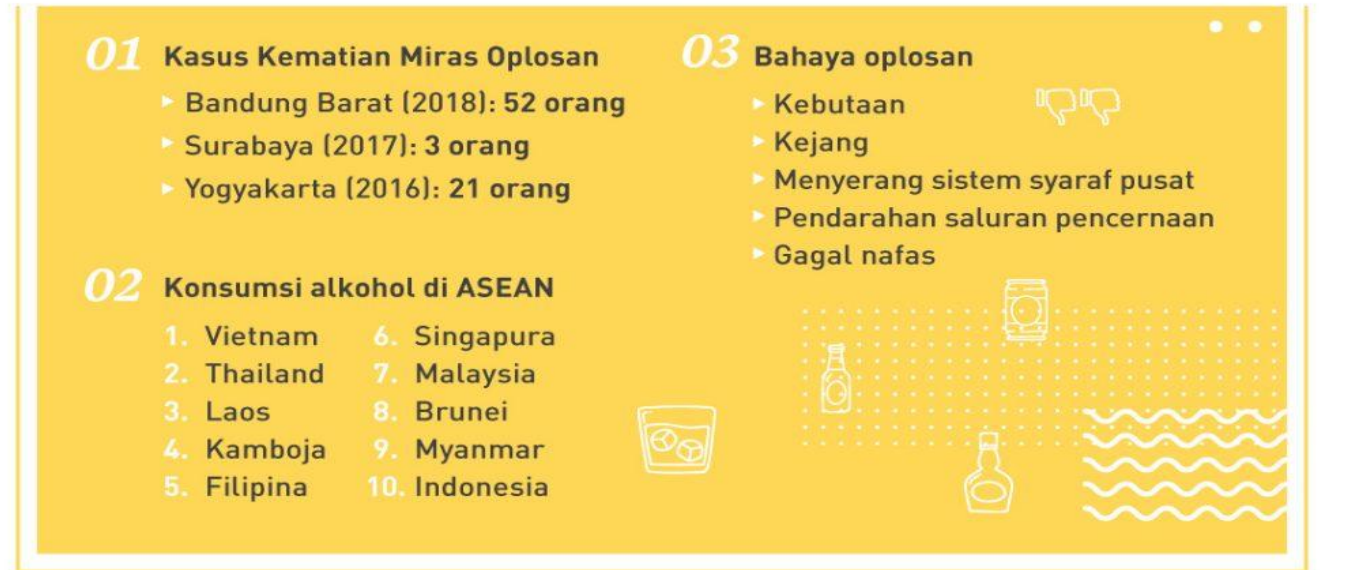 01 Kasus Kematian Miras Oplosan
Bandung Barat (2018): 52 orang
Surabaya (2017): 3 orang
Yogyakarta (2016): 21 orang
02 Konsumsi alkohol di ASEAN
1. Vietnam
2. Thailand
3. Laos
4. Kamboja
5. Filipina
6. Singapura
7. Malaysia
8. Brunei
9. Myanmar
10. Indonesia
03 Bahaya oplosan
Kebutaan
Kejang
Menyerang sistem syaraf pusat
Pendarahan saluran pencernaan
Gagal nafas